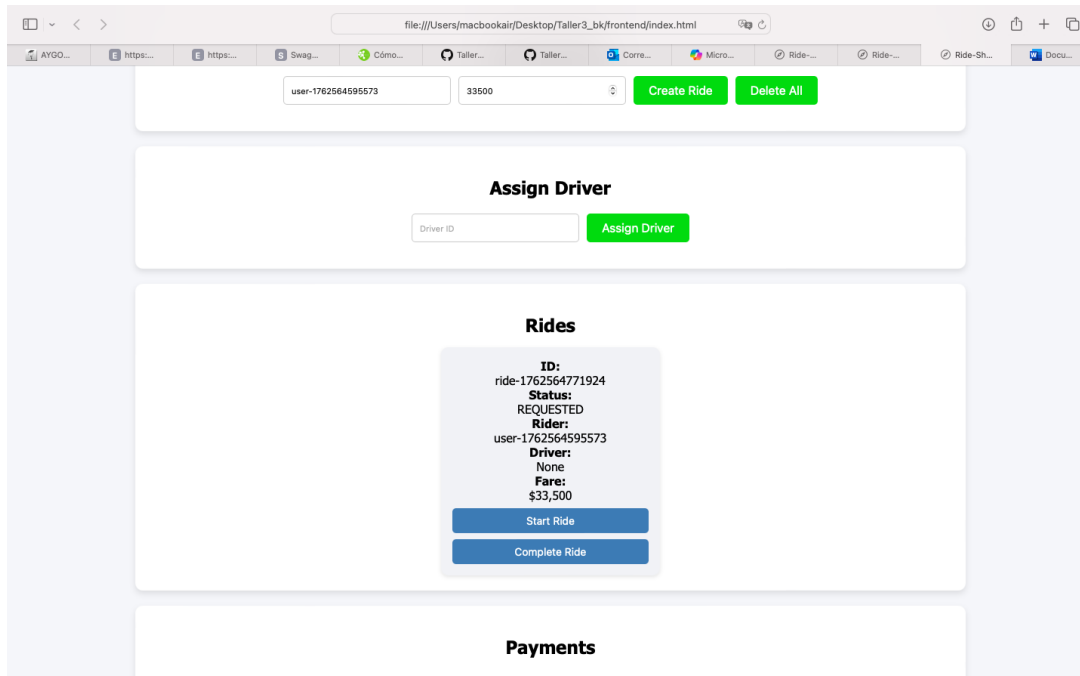 file:///Users/macbookair/Desktop/Taller3_bk/frontend/index.html
AYGO...
E https:...
E https:...
S Swag...
Cómo...
Taller...
Taller...
Corre...
Micro...
Ride-...
Ride-...
Ride-Sh...
W Docu...
user-1762564595573
33500
Create Ride
Delete All
Assign Driver
Driver ID
Assign Driver
Rides
ID:
ride-1762564771924
Status:
REQUESTED
Rider:
user-1762564595573
Driver:
None
Fare:
$33,500
Start Ride
Complete Ride
Payments